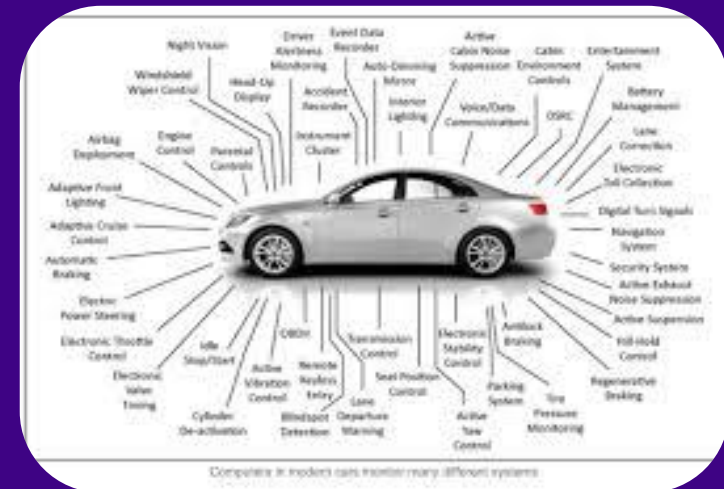 Night Vision
Driver
Alertness
Monitoring
Event Data
Recorder
Active
Cabin Noise
Suppression
Cabin
Environment
Controls
Entertainment
System
Windshield
Wiper Control
Head-Up
Display
Accident
Recorder
Auto-Dimming
Mirror
Interior
Lighting
Voice/Data
Communications
DSRC
Battery
Management
Lane
Correction
Electronic
Toll Collection
Digital Turn Signals
Navigation
System
Security System
Active Exhaust
Noise Suppression
Active Suspension
Hill-Hold
Control
Regenerative
Braking
Airbag
Deployment
Engine
Control
Parental
Controls
Instrument
Cluster
Adaptive Front
Lighting
Adaptive Cruise
Control
Automatic
Braking
Electric
Power Steering
Electronic Throttle
Control
Electronic
Valve
Timing
Idle
Stop/Start
Cylinder
De-activation
Active
Vibration
Control
OBDII
Remote
Keyless
Entry
Blindspot
Detection
Lane
Departure
Warning
Transmission
Control
Seat Position
Control
Electronic
Stability
Control
Active
Yaw
Control
Parking
System
Antilock
Braking
Tire
Pressure
Monitoring
Computers in modern cars monitor many different systems